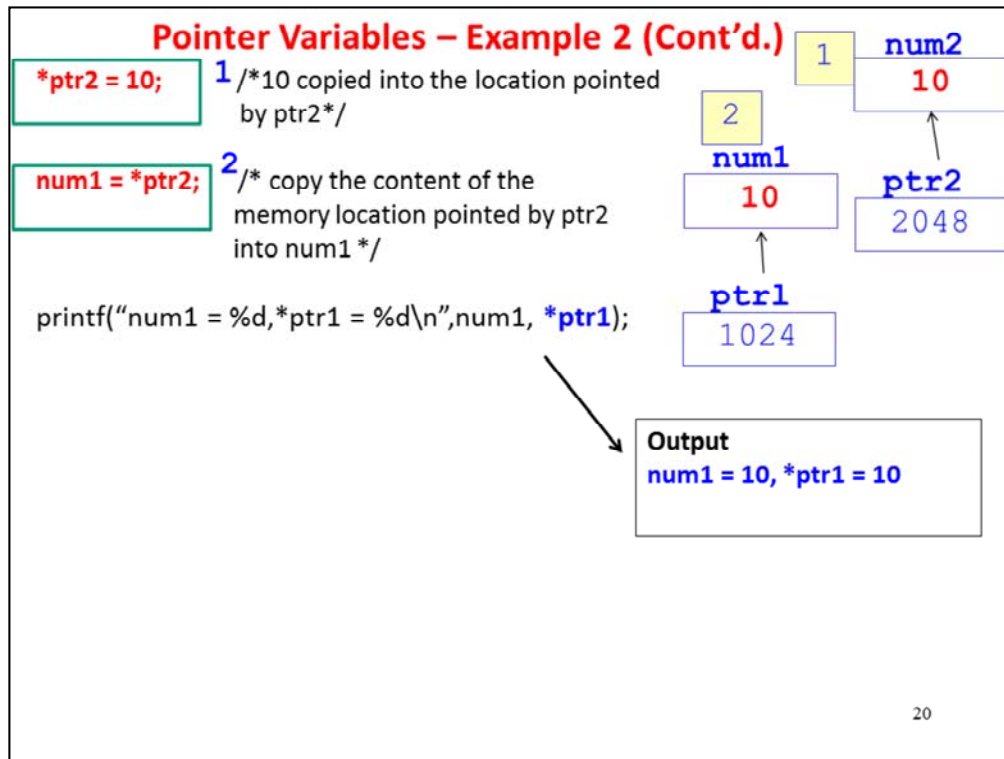 Pointer Variables – Example 2 (Cont'd.)
*ptr2 = 10;
1 /*10 copied into the location pointed
by ptr2*/
num1 = *ptr2;
2 /* copy the content of the
memory location pointed by ptr2
into num1 */
printf(“num1 = %d,*ptr1 = %d\n”,num1, *ptr1);
1
num2
10
ptr2
2048
2
num1
10
ptr1
1024
Output
num1 = 10, *ptr1 = 10
20